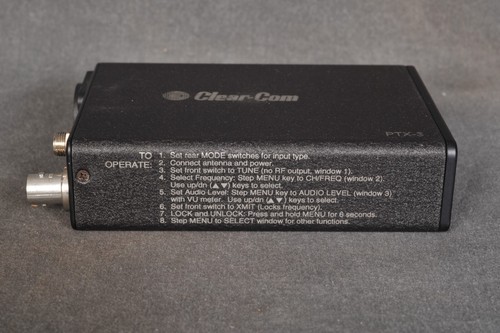 Clear-Com
PTX-3
TO 1. Set rear MODE switches for input type.
OPERATE: 2. Connect antenna and power.
3. Set front switch to TUNE (no RF output, window 1).
4. Select Frequency: Step MENU key to CH/FREQ (window 2).
Use up/dn (▲ ▼) keys to select.
5. Set Audio Level: Step MENU key to AUDIO LEVEL (window 3)
with VU meter. Use up/dn (▲ ▼) keys to select.
6. Set front switch to XMIT (Locks frequency).
7. LOCK and UNLOCK: Press and hold MENU for 6 seconds.
8. Step MENU to SELECT window for other functions.